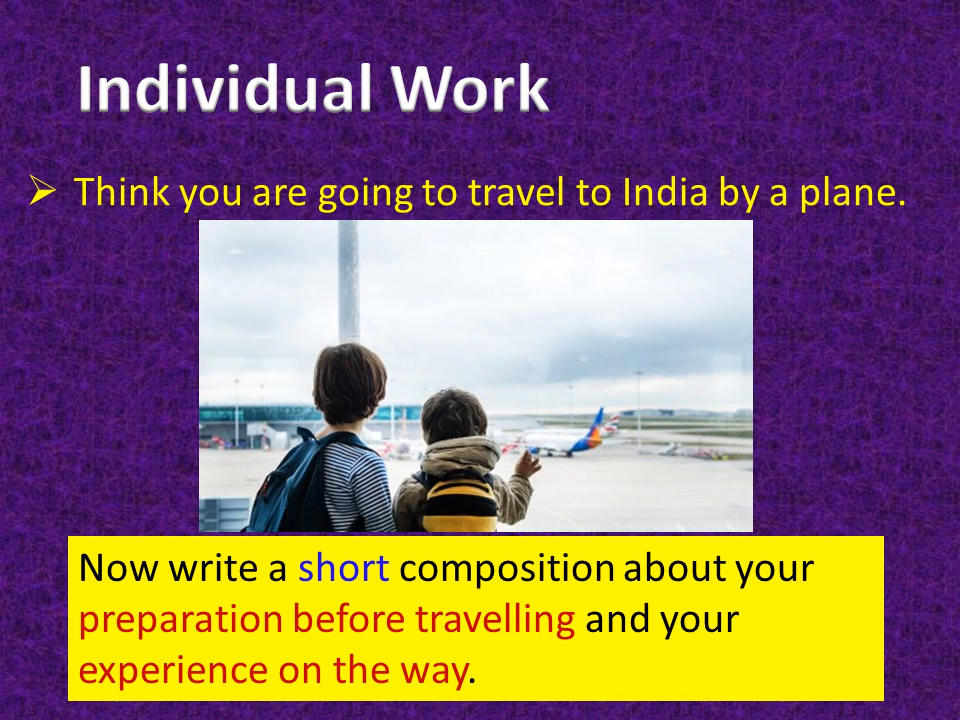 Individual Work
➢ Think you are going to travel to India by a plane.
Now write a short composition about your
preparation before travelling and your
experience on the way.